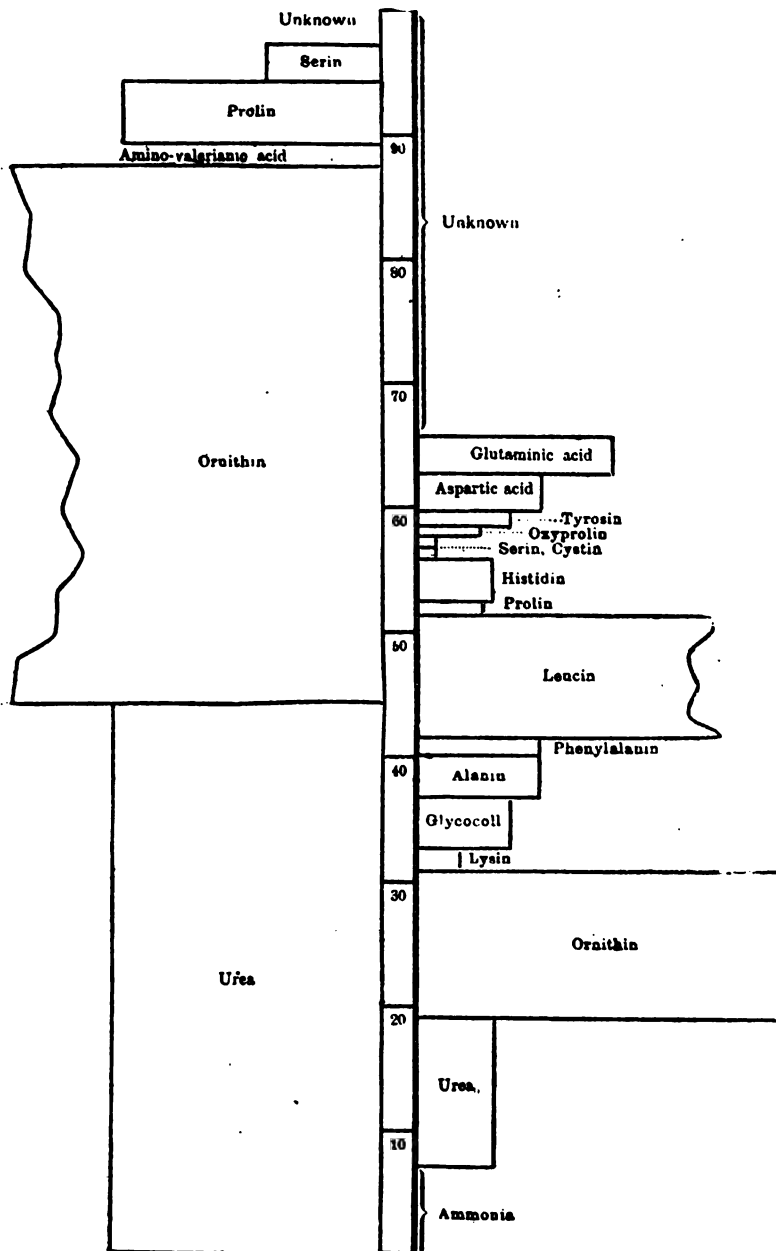 Unknown
Serin
Prolin
Amino-valerianic acid
Ornithin
Urea
90
80
70
60
50
40
30
20
10
Unknown
Glutaminic acid
Aspartic acid
Tyrosin
Oxyprolin
Serin, Cystin
Histidin
Prolin
Leucin
Phenylalanin
Alanin
Glycocoll
Lysin
Ornithin
Urea
Ammonia